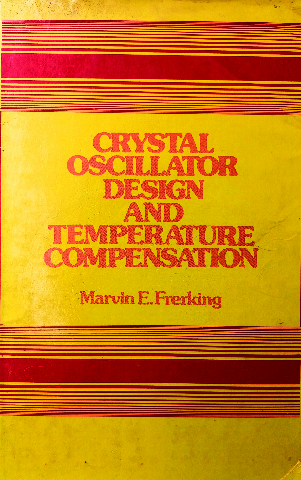 CRYSTAL
OSCILLATOR
DESIGN
AND
TEMPERATURE
COMPENSATION
Marvin E. Frerking